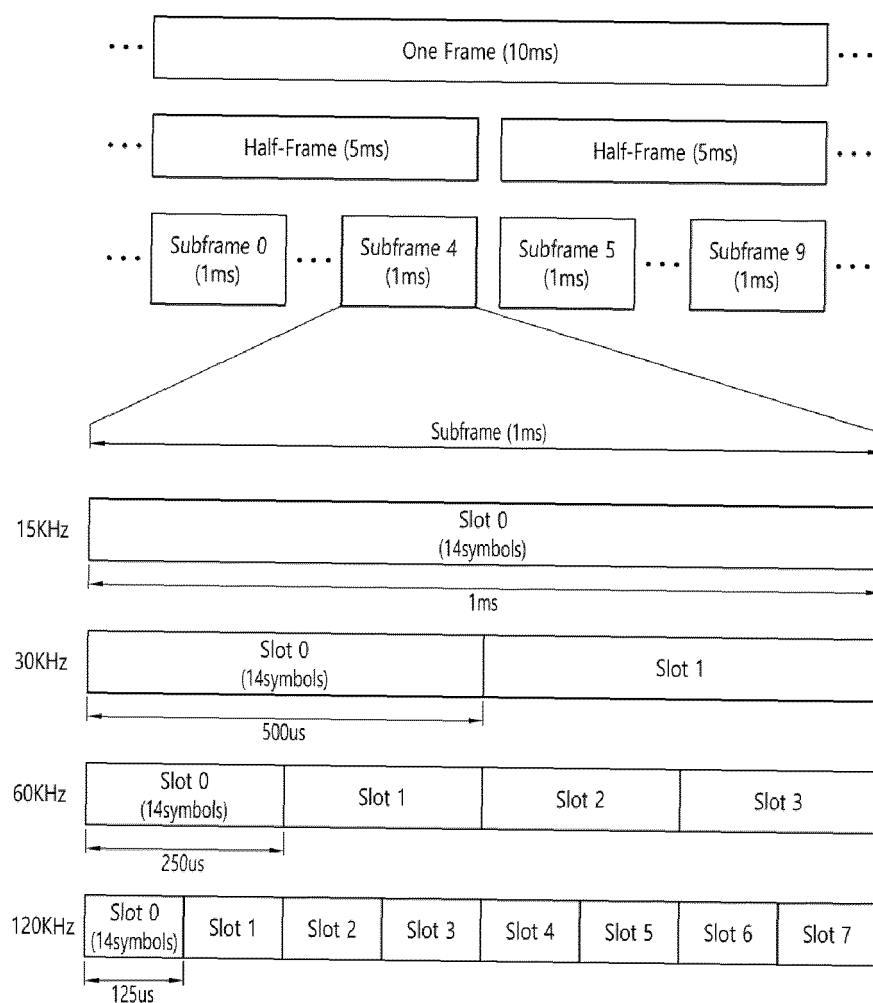 ••• One Frame (10ms) •••
••• Half-Frame (5ms) Half-Frame (5ms) •••
••• Subframe 0 ••• Subframe 4 Subframe 5 ••• Subframe 9 •••
(1ms) (1ms) (1ms) (1ms)
Subframe (1ms)
15KHz Slot 0
(14symbols)
1ms
30KHz Slot 0 Slot 1
(14symbols)
500us
60KHz Slot 0 Slot 1 Slot 2 Slot 3
(14symbols)
250us
120KHz Slot 0 Slot 1 Slot 2 Slot 3 Slot 4 Slot 5 Slot 6 Slot 7
(14symbols)
125us